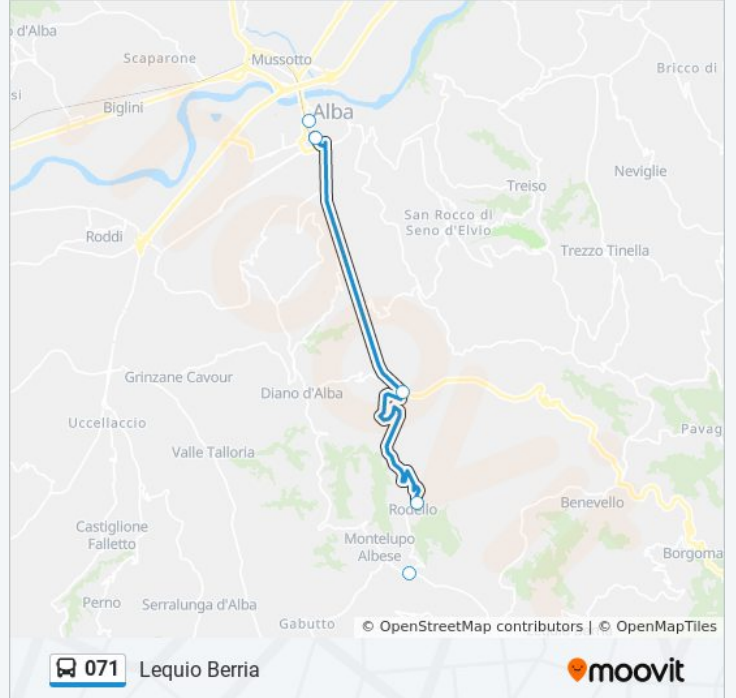 o d'Alba
Scaparone
Mussotto
Bricco di
si
Biglini
Alba
Neviglie
Treiso
San Rocco di
Seno d'Elvio
Roddi
Trezzo Tinella
Grinzane Cavour
Diano d'Alba
Uccellaccio
Pavag
Valle Talloria
Benevello
Rodello
Castiglione
Falletto
Montelupo
Albese
Borgoma
Perno
Serralunga d'Alba
Gabutto
© OpenStreetMap contributors | © OpenMapTiles
071
Lequio Berria
moovit